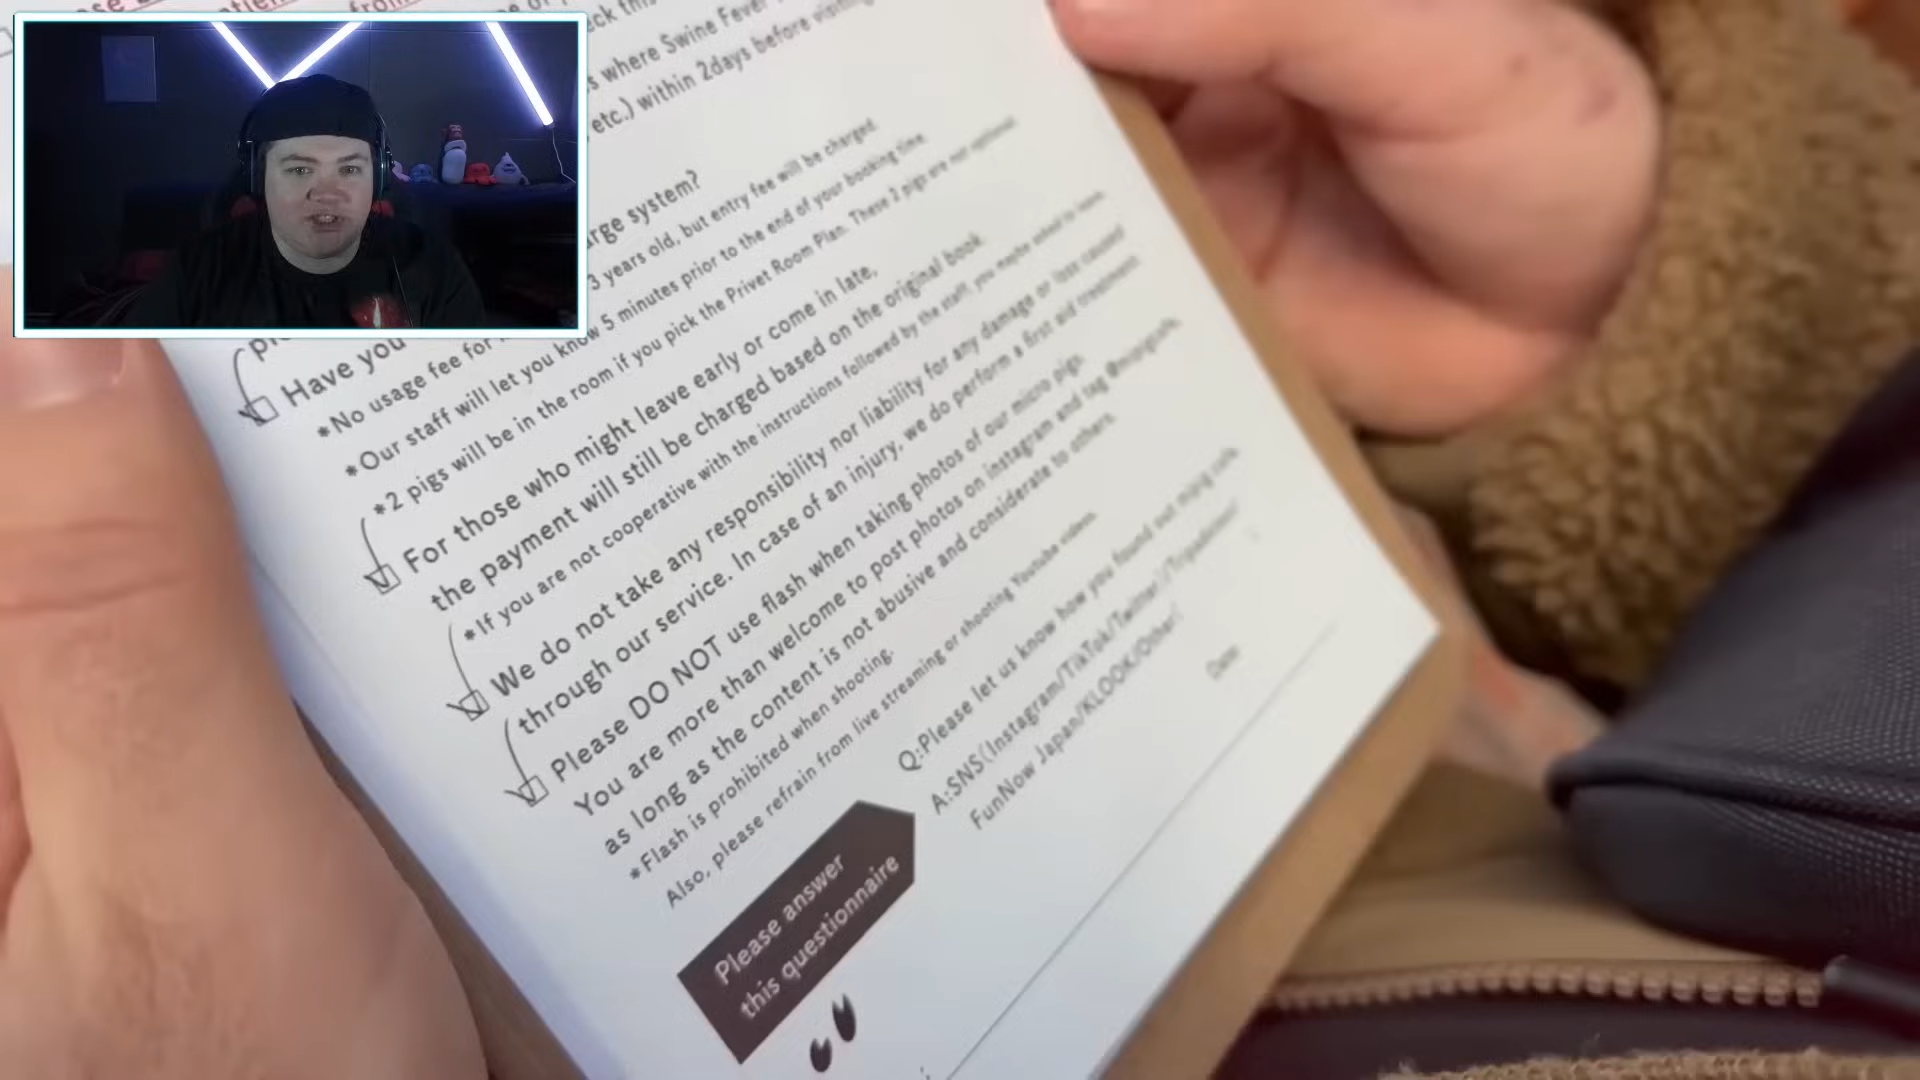 eck this
s where Swine Fever
etc.) within 2days before visiting
rge system?
Have you
*No usage fee for
3 years old, but entry fee will be charged.
*Our staff will let you know 5 minutes prior to the end of your booking time.
*2 pigs will be in the room if you pick the Privet Room Plan. These 2 pigs are not optional.
For those who might leave early or come in late,
the payment will still be charged based on the original book.
*If you are not cooperative with the instructions followed by the staff, you maybe asked to leave.
We do not take any responsibility nor liability for any damage or loss caused
through our service. In case of an injury, we do perform a first aid treatment
Please DO NOT use flash when taking photos of our micro pigs.
You are more than welcome to post photos on instagram and tag @mipigcafe,
as long as the content is not abusive and considerate to others.
*Flash is prohibited when shooting.
Also, please refrain from live streaming or shooting Youtube videos.
Please answer
this questionnaire
Q:Please let us know how you found out mipig cafe.
A:SNS(Instagram/TikTok/Twitter/Tripadvisor/
FunNow Japan/KLOOK/Other)
Date